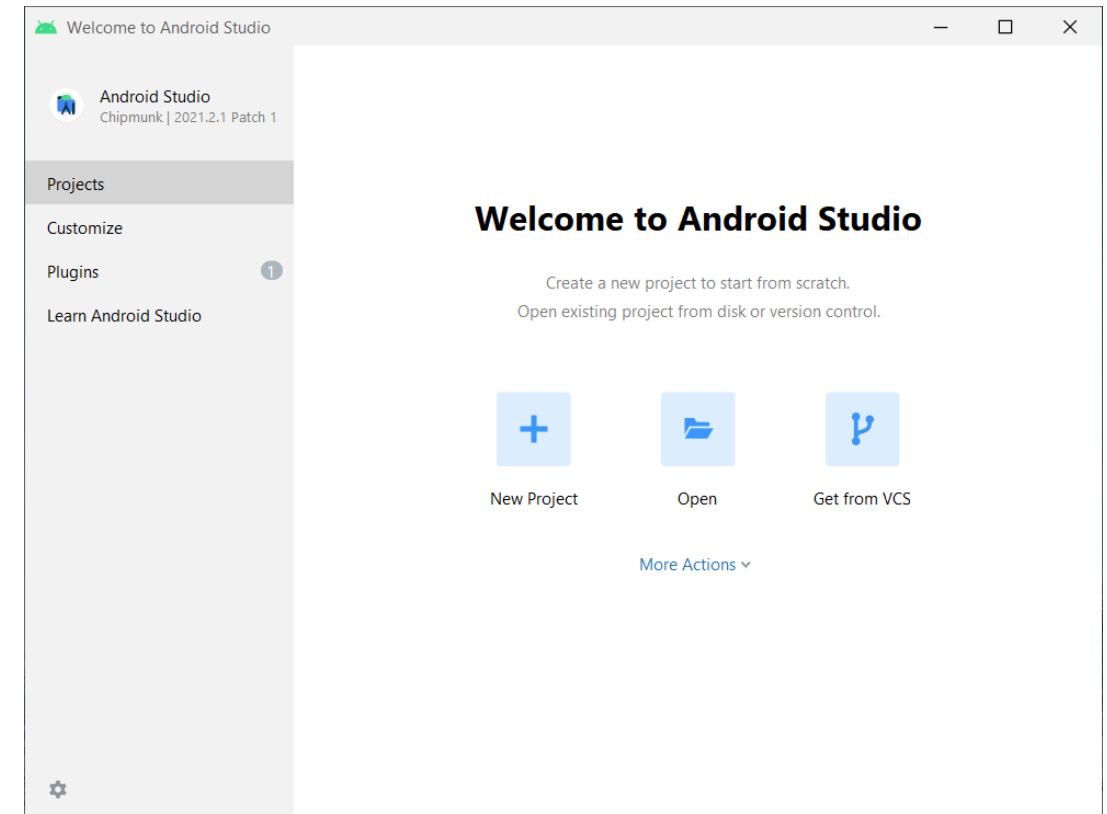 Welcome to Android Studio
Android Studio
Chipmunk | 2021.2.1 Patch 1
Projects
Customize
Plugins 1
Learn Android Studio
Welcome to Android Studio
Create a new project to start from scratch.
Open existing project from disk or version control.
New Project Open Get from VCS
More Actions